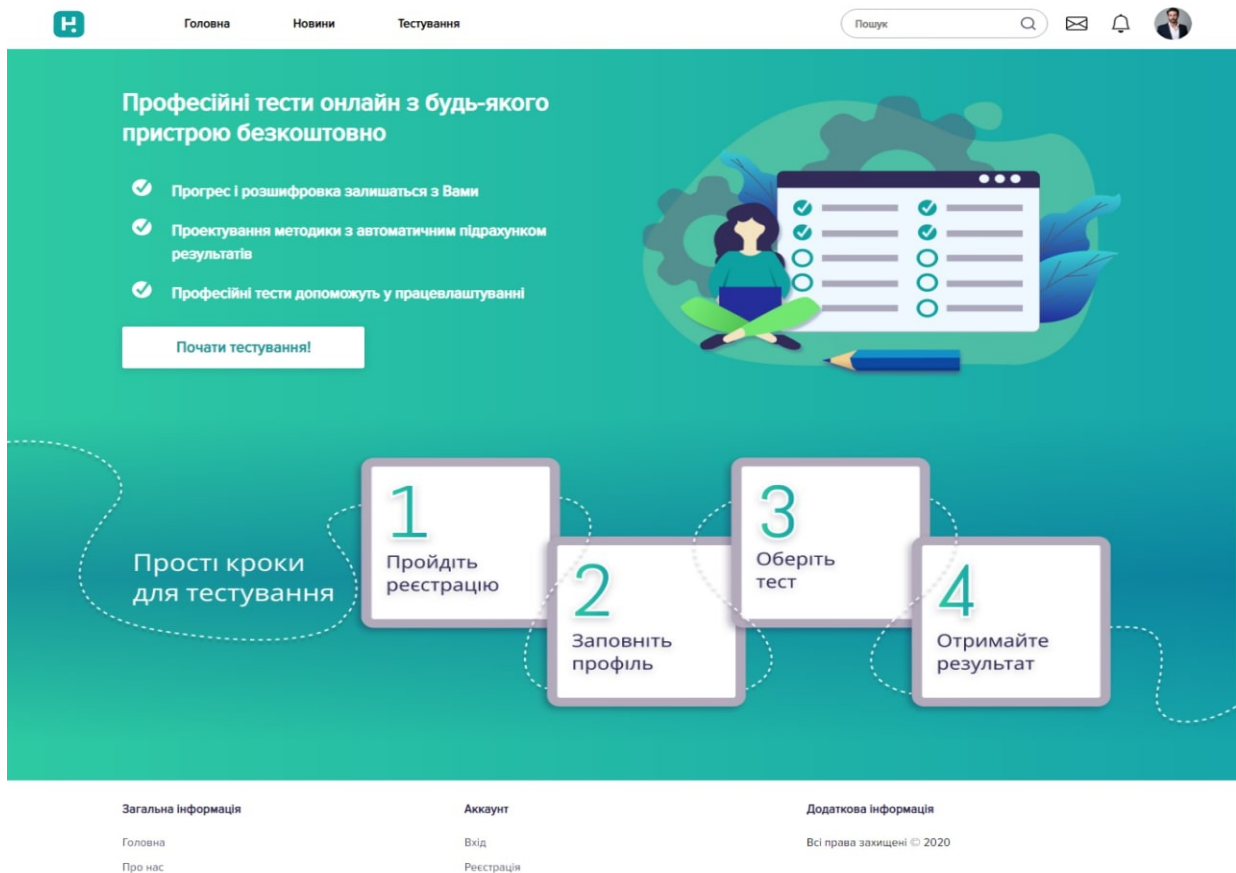 H.
Головна Новини Тестування Пошук
Професійні тести онлайн з будь-якого
пристрою безкоштовно
Прогрес і розшифровка залишаться з Вами
Проектування методики з автоматичним підрахунком
результатів
Професійні тести допоможуть у працевлаштуванні
Почати тестування!
Прості кроки
для тестування
1
Пройдіть
реєстрацію
2
Заповніть
профіль
3
Оберіть
тест
4
Отримайте
результат
Загальна інформація
Головна
Про нас
Аккаунт
Вхід
Реєстрація
Додаткова інформація
Всі права захищені © 2020